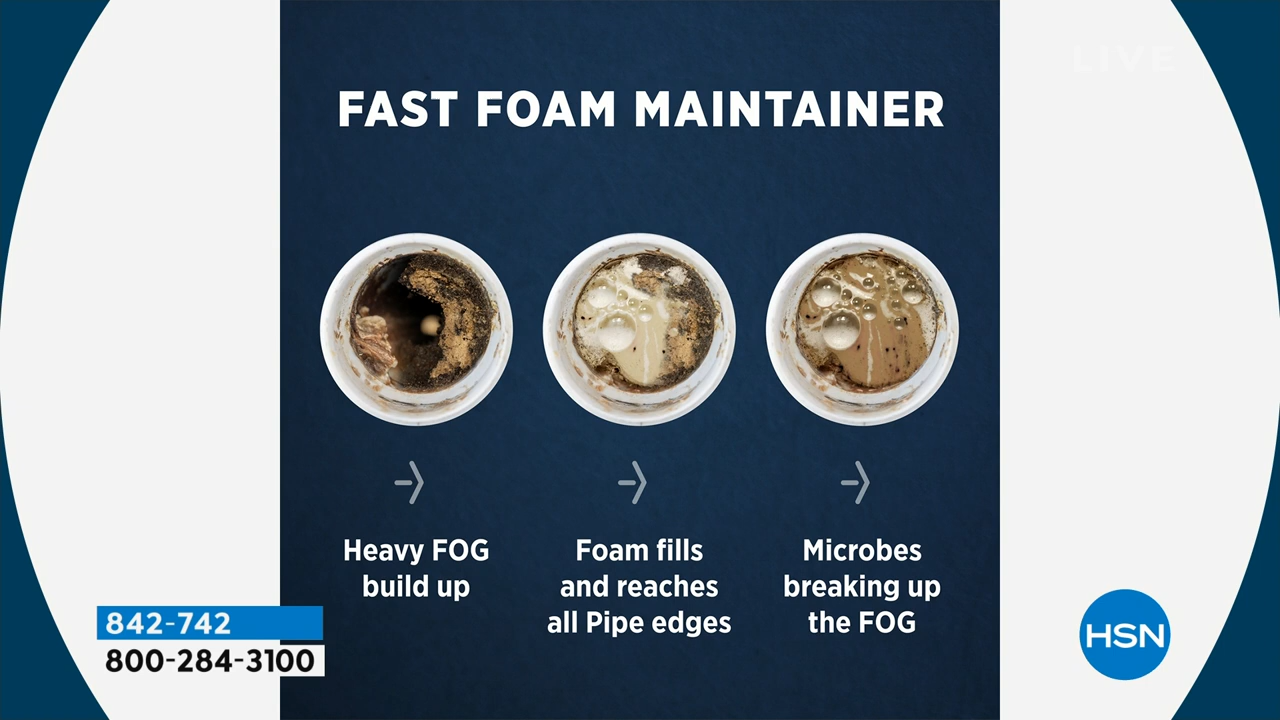 LIVE
FAST FOAM MAINTAINER
Heavy FOG
build up
Foam fills
and reaches
all Pipe edges
Microbes
breaking up
the FOG
842-742
800-284-3100
HSN